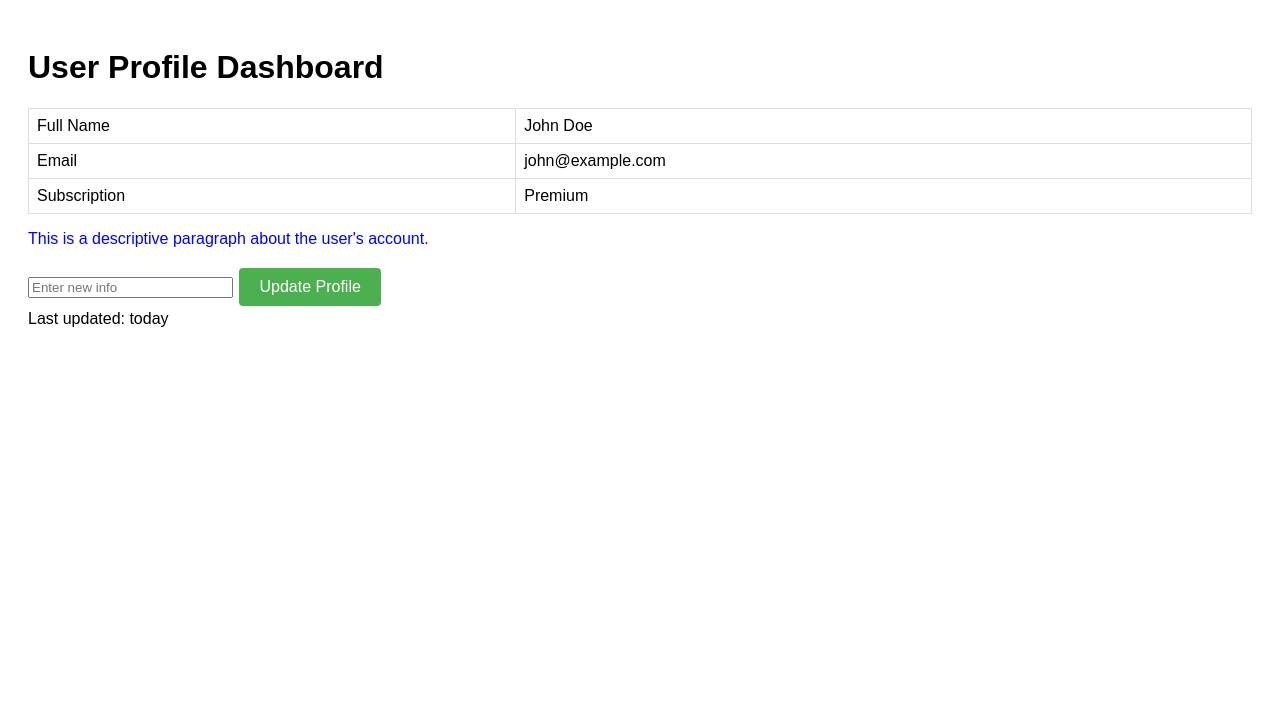 User Profile Dashboard
Full Name John Doe
Email john@example.com
Subscription Premium
This is a descriptive paragraph about the user's account.
Enter new info Update Profile
Last updated: today